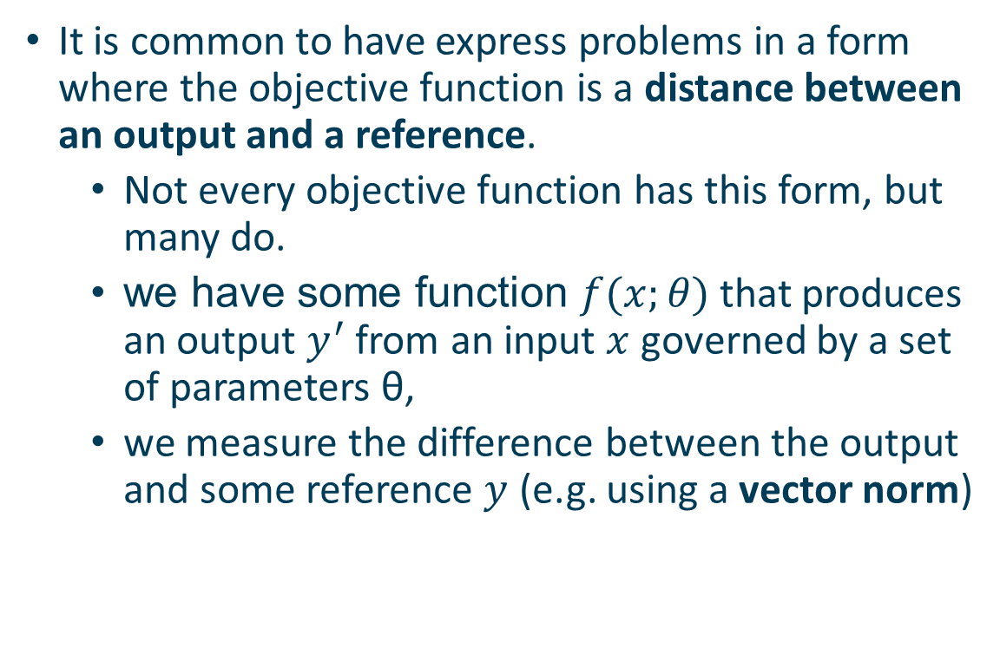 • It is common to have express problems in a form
where the objective function is a distance between
an output and a reference.
• Not every objective function has this form, but
many do.
• we have some function f(x; θ) that produces
an output y′ from an input x governed by a set
of parameters θ,
• we measure the difference between the output
and some reference y (e.g. using a vector norm)